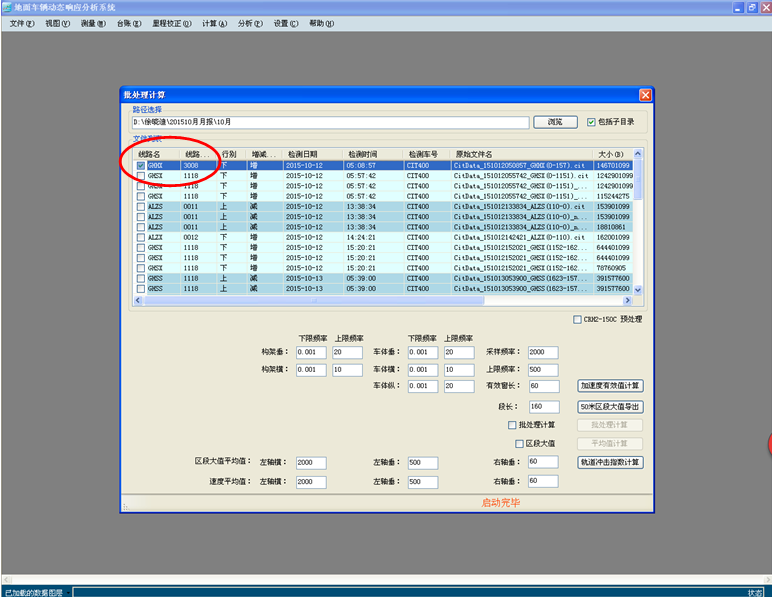 地面车辆动态响应分析系统
文件(F) 视图(V) 测量(M) 台账(Z) 里程校正(O) 计算(A) 分析(P) 设置(C) 帮助(H)
批处理计算
路径选择
浏览 包括子目录
文件列表
线路名 线路... 行别 增减... 检测日期 检测时间 检测车号 原始文件名 大小(B)
GHHX 3008 下 增 2015-10-12 05:08:57 CIT400 CitData_151012050857_GHHX(0-157).cit 146701099
GHSX 1118 下 增 2015-10-12 05:57:42 CIT400 CitData_151012055742_GHSX(0-1151).cit 1242901099
GHSX 1118 下 增 2015-10-12 05:57:42 CIT400 CitData_151012055742_GHSX(0-1151)_... 1242901099
GHSX 1118 下 增 2015-10-12 05:57:42 CIT400 CitData_151012055742_GHSX(0-1151)_... 115244275
ALZS 0011 上 减 2015-10-12 13:38:34 CIT400 CitData_151012133834_ALZS(110-0).cit 153901099
ALZS 0011 上 减 2015-10-12 13:38:34 CIT400 CitData_151012133834_ALZS(110-0)_n... 153901099
ALZS 0011 上 减 2015-10-12 13:38:34 CIT400 CitData_151012133834_ALZS(110-0)_m... 18810861
ALZX 0012 下 增 2015-10-12 14:24:21 CIT400 CitData_151012142421_ALZX(0-110).cit 162001099
GHSX 1118 下 增 2015-10-12 15:20:21 CIT400 CitData_151012152021_GHSX(1152-162... 644401099
GHSX 1118 下 增 2015-10-12 15:20:21 CIT400 CitData_151012152021_GHSX(1152-162... 644401099
GHSX 1118 下 增 2015-10-12 15:20:21 CIT400 CitData_151012152021_GHSX(1152-162... 78760905
GHSS 1118 上 减 2015-10-13 05:39:00 CIT400 CitData_151013053900_GHSS(1623-157... 391577600
GHSS 1118 上 减 2015-10-13 05:39:00 CIT400 CitData_151013053900_GHSS(1623-157... 391577600
CRH2-150C 预处理
下限频率 上限频率 下限频率 上限频率
构架垂: 0.001 20 车体垂: 0.001 20 采样频率: 2000
构架横: 0.001 10 车体横: 0.001 10 上限频率: 500
车体纵: 0.001 20 有效窗长: 60 加速度有效值计算
段长: 160 50米区段大值导出
批处理计算 批处理计算
区段大值 平均值计算
区段大值平均值: 左轴横: 2000 左轴垂: 500 右轴垂: 60 轨道冲击指数计算
速度平均值: 左轴横: 2000 左轴垂: 500 右轴垂: 60
启动完毕
已加载的数据图层 状态